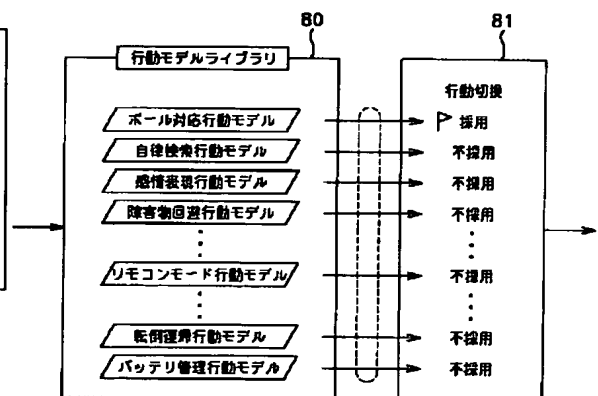 80
81
行動モデルライブラリ
行動切換
ボール対応行動モデル
採用
自律検索行動モデル
不採用
感情表現行動モデル
不採用
障害物回避行動モデル
不採用
リモコンモード行動モデル
不採用
転倒復帰行動モデル
不採用
バッテリ管理行動モデル
不採用